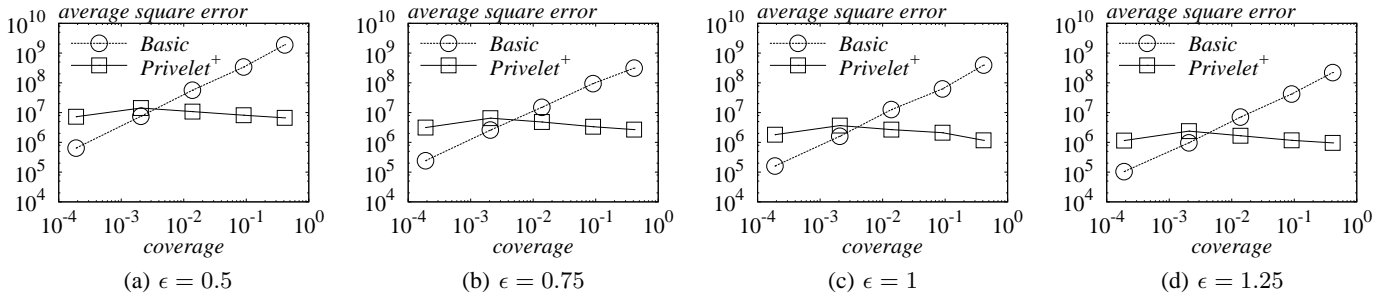 average square error
10^10
10^9
10^8
10^7
10^6
10^5
10^4
Basic
Privelet^+
10^-4 10^-3 10^-2 10^-1 10^0
coverage
(a) ϵ = 0.5
average square error
10^10
10^9
10^8
10^7
10^6
10^5
10^4
Basic
Privelet^+
10^-4 10^-3 10^-2 10^-1 10^0
coverage
(b) ϵ = 0.75
average square error
10^10
10^9
10^8
10^7
10^6
10^5
10^4
Basic
Privelet^+
10^-4 10^-3 10^-2 10^-1 10^0
coverage
(c) ϵ = 1
average square error
10^10
10^9
10^8
10^7
10^6
10^5
10^4
Basic
Privelet^+
10^-4 10^-3 10^-2 10^-1 10^0
coverage
(d) ϵ = 1.25